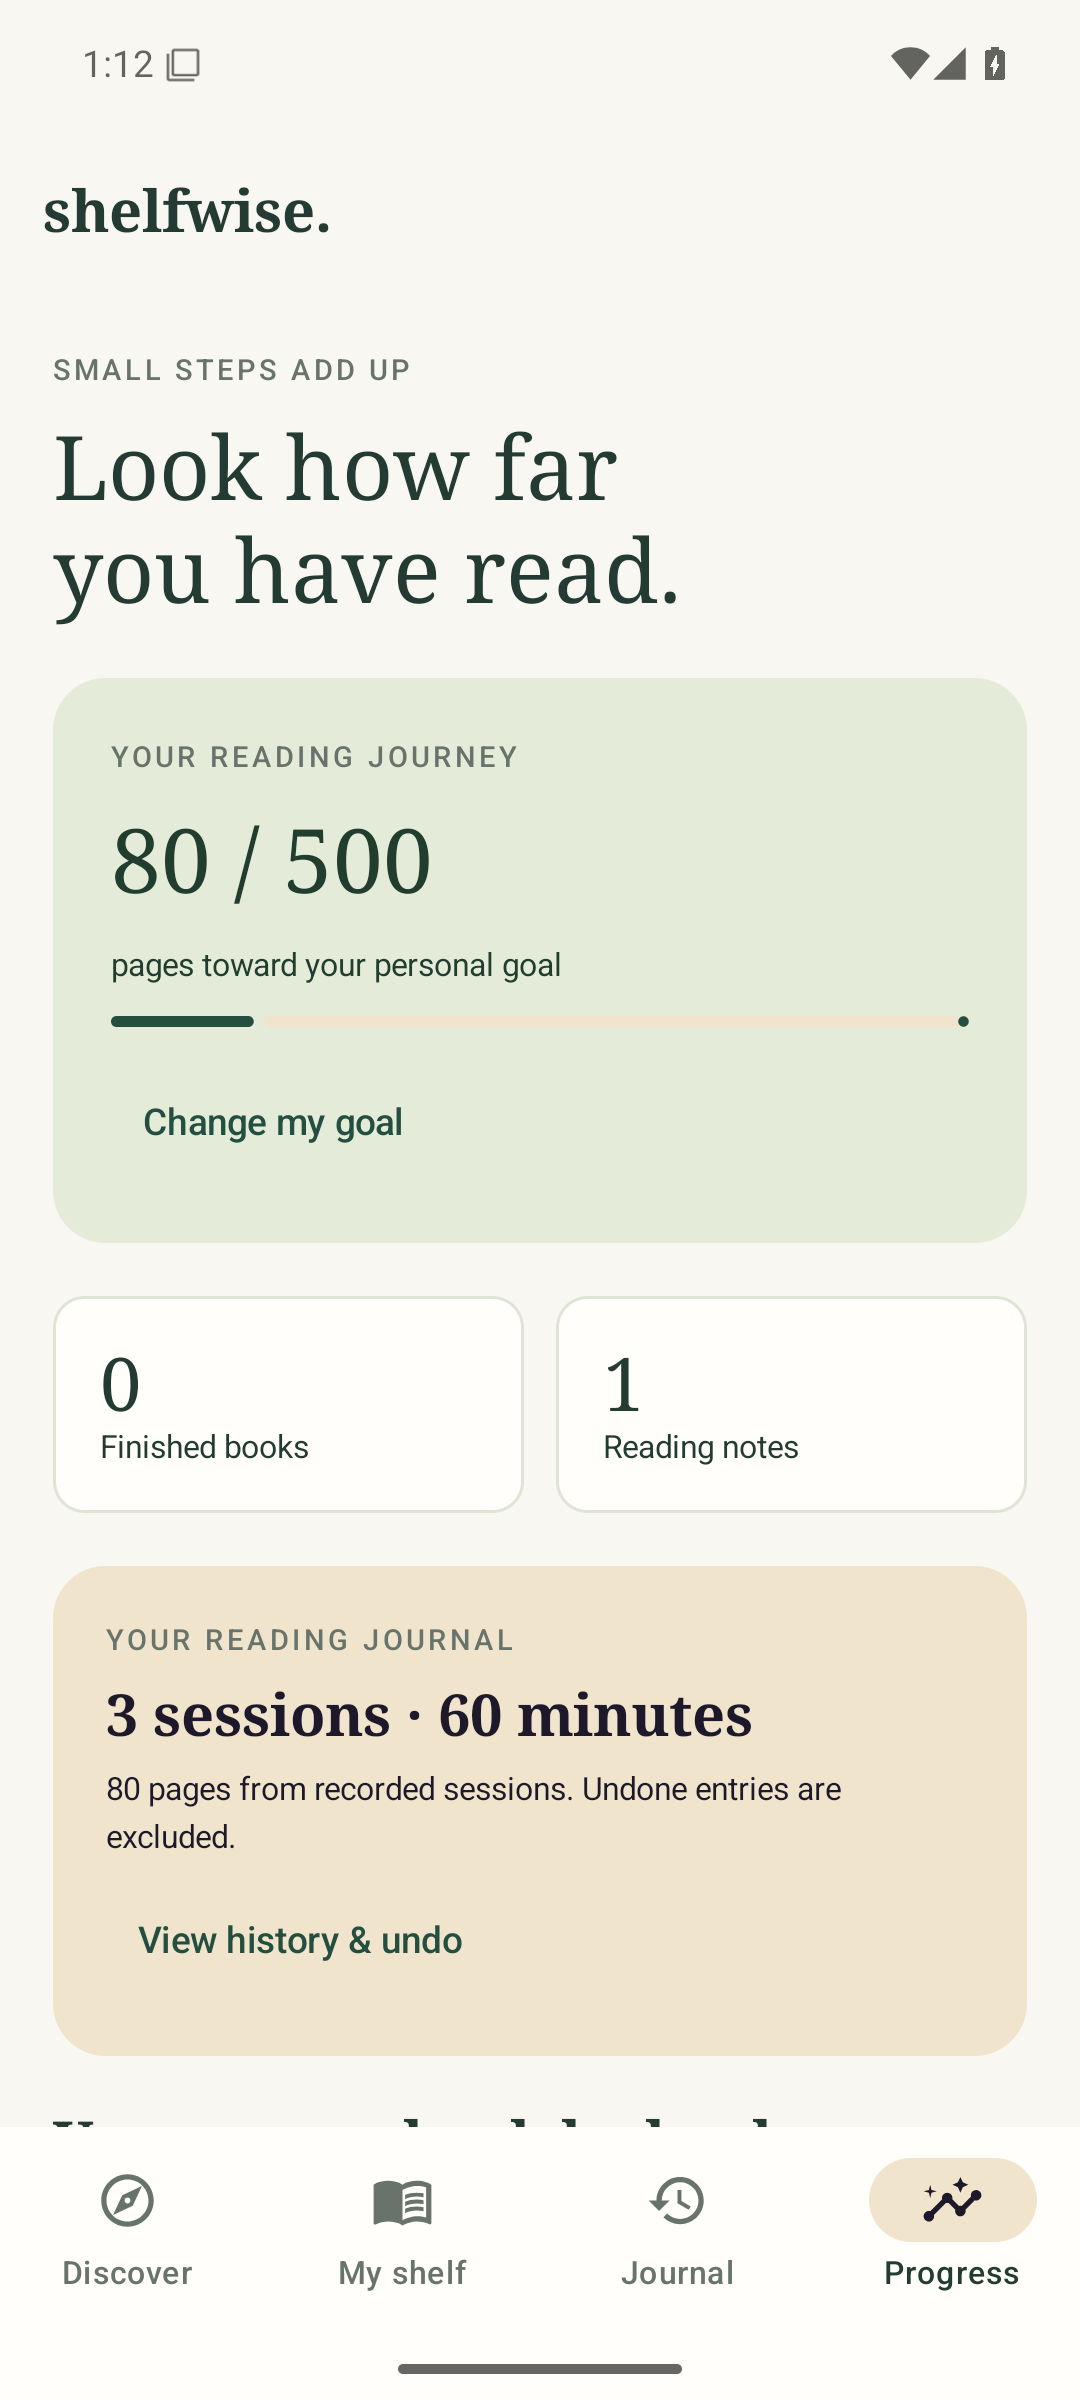 1:12
shelfwise.
SMALL STEPS ADD UP
Look how far
you have read.
YOUR READING JOURNEY
80 / 500
pages toward your personal goal
Change my goal
0
Finished books
1
Reading notes
YOUR READING JOURNAL
3 sessions · 60 minutes
80 pages from recorded sessions. Undone entries are
excluded.
View history & undo
Discover
My shelf
Journal
Progress